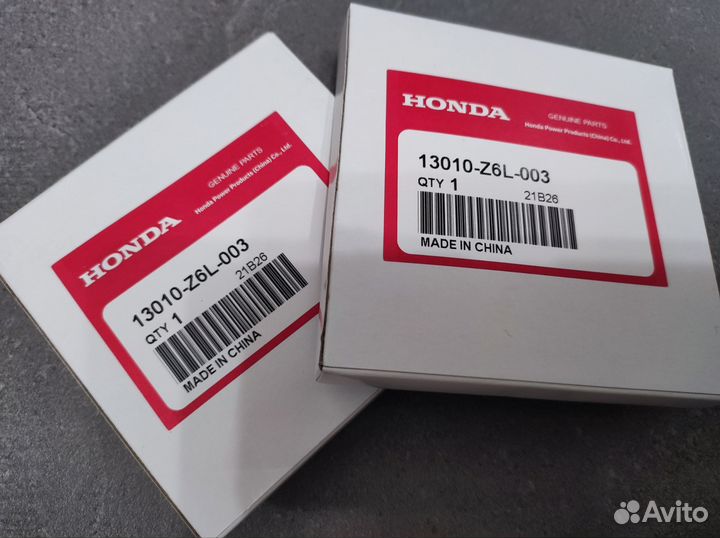 HONDA
GENUINE PARTS
Honda Power Products (China) Co., Ltd.
13010-Z6L-003
QTY 1
21B26
MADE IN CHINA
HONDA
GENUINE PARTS
Honda Power Products (China) Co., Ltd.
13010-Z6L-003
QTY 1
21B26
MADE IN CHINA
Avito